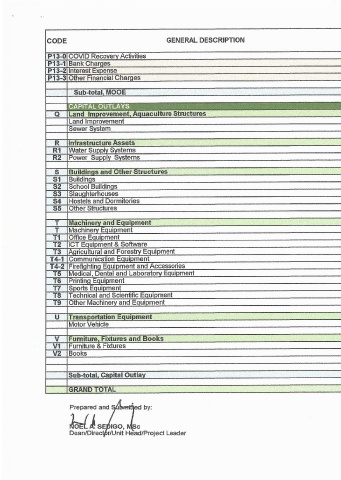 CODE GENERAL DESCRIPTION
P13-0 COVID Recovery Activities
P13-1 Bank Charges
P13-2 Interest Expense
P13-3 Other Financial Charges
Sub-total, MOOE
CAPITAL OUTLAYS
Q Land Improvement, Aquaculture Structures
Land Improvement
Sewer System
R Infrastructure Assets
R1 Water Supply Systems
R2 Power Supply Systems
S Buildings and Other Structures
S1 Buildings
S2 School Buildings
S3 Slaughterhouses
S4 Hostels and Dormitories
S5 Other Structures
T Machinery and Equipment
T Machinery Equipment
T1 Office Equipment
T2 ICT Equipment & Software
T3 Agricultural and Forestry Equipment
T4-1 Communication Equipment
T4-2 Firefighting Equipment and Accessories
T5 Medical, Dental and Laboratory Equipment
T6 Printing Equipment
T7 Sports Equipment
T8 Technical and Scientific Equipment
T9 Other Machinery and Equipment
U Transportation Equipment
Motor Vehicle
V Furniture, Fixtures and Books
V1 Furniture & Fixtures
V2 Books
Sub-total, Capital Outlay
GRAND TOTAL
Prepared and Submitted by:
NOEL A. SEDIGO, MSc
Dean/Director/Unit Head/Project Leader